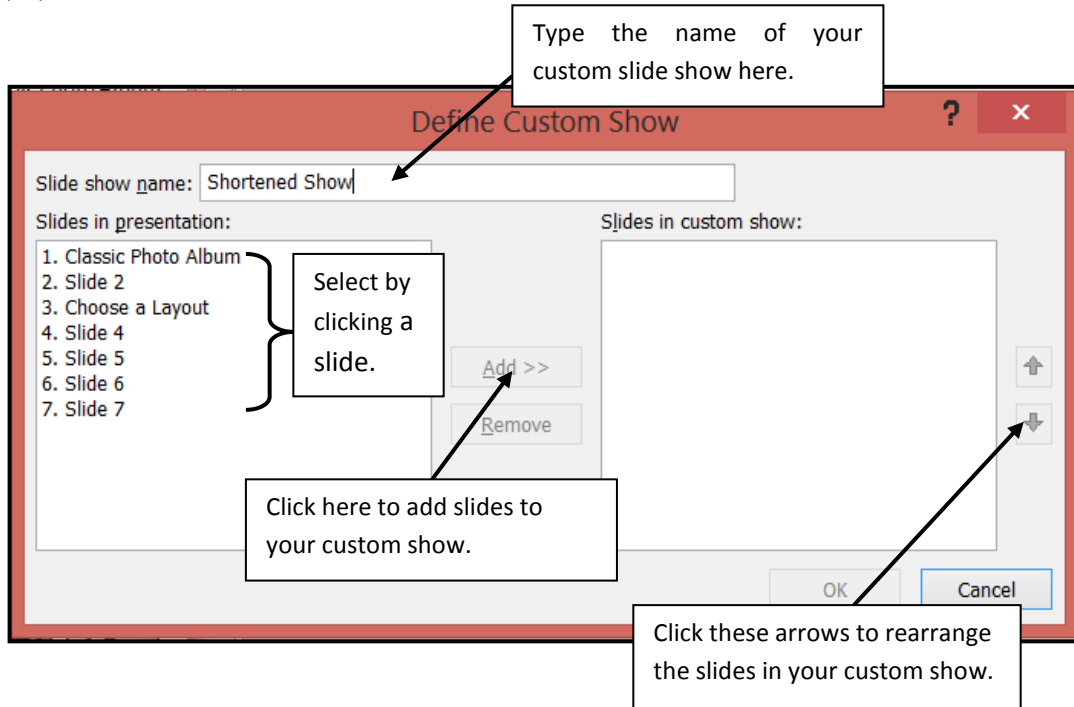 Type the name of your
custom slide show here.
Define Custom Show
?
x
Slide show name: Shortened Show
Slides in presentation:
Slides in custom show:
1. Classic Photo Album
2. Slide 2
3. Choose a Layout
4. Slide 4
5. Slide 5
6. Slide 6
7. Slide 7
Select by
clicking a
slide.
Add >>
Remove
Click here to add slides to
your custom show.
OK
Cancel
Click these arrows to rearrange
the slides in your custom show.